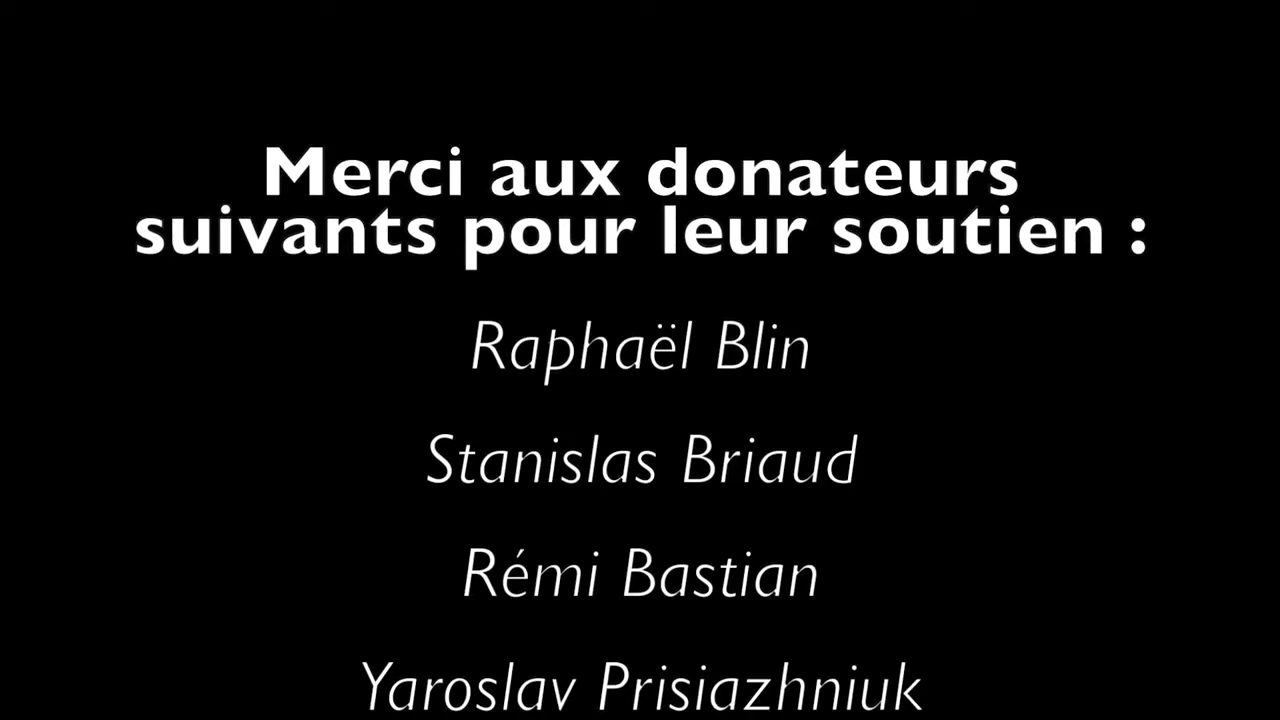 Merci aux donateurs
suivants pour leur soutien :
Raphaël Blin
Stanislas Briaud
Rémi Bastian
Yaroslav Prisiazhniuk